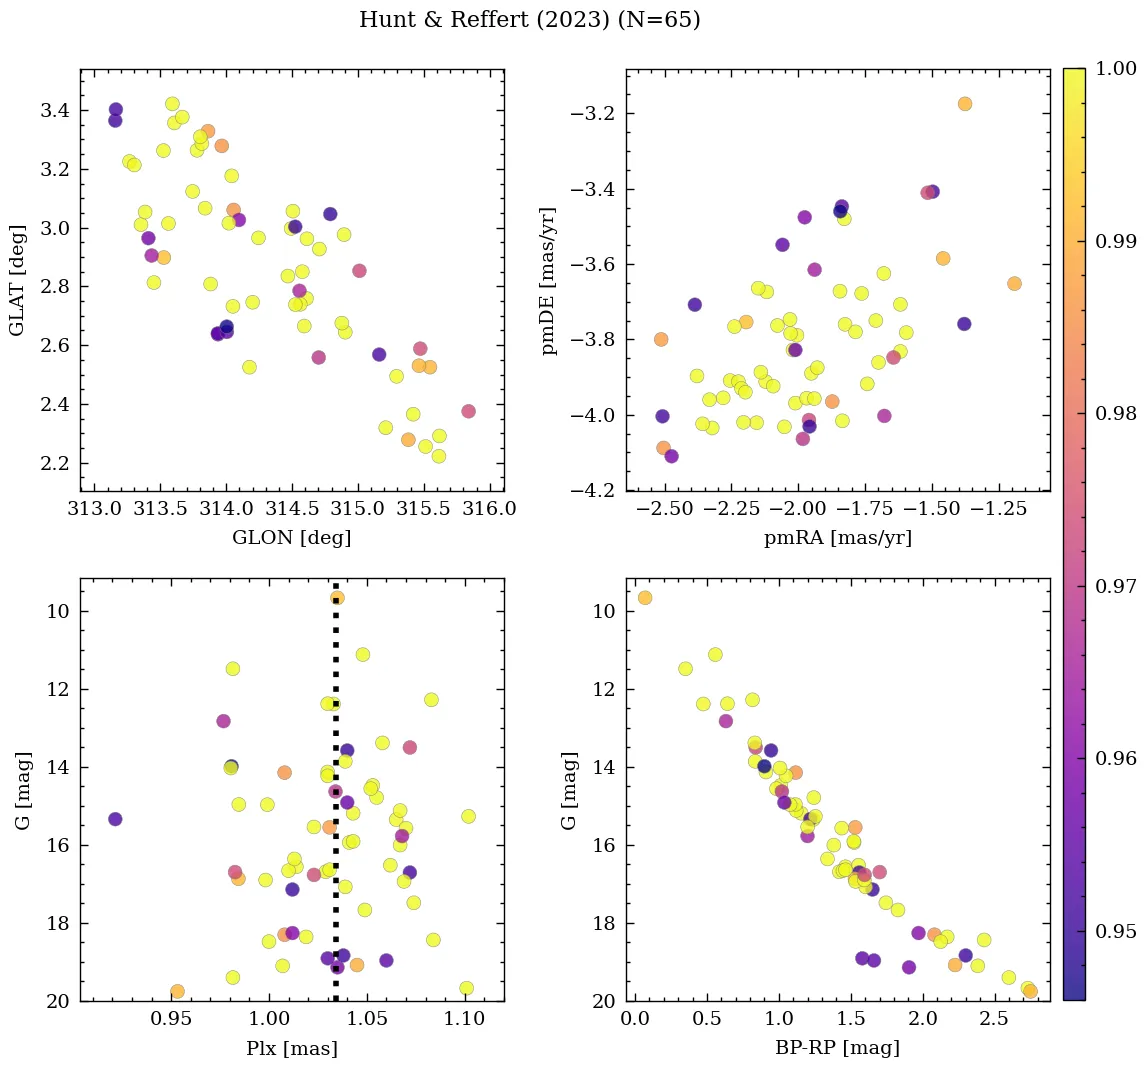 Hunt & Reffert (2023) (N=65)
3.4
3.2
3.0
2.8
2.6
2.4
2.2
GLAT [deg]
313.0 313.5 314.0 314.5 315.0 315.5 316.0
GLON [deg]
−3.2
−3.4
−3.6
−3.8
−4.0
−4.2
pmDE [mas/yr]
−2.50 −2.25 −2.00 −1.75 −1.50 −1.25
pmRA [mas/yr]
10
12
14
16
18
20
G [mag]
0.95 1.00 1.05 1.10
Plx [mas]
10
12
14
16
18
20
G [mag]
0.0 0.5 1.0 1.5 2.0 2.5
BP-RP [mag]
1.00
0.99
0.98
0.97
0.96
0.95